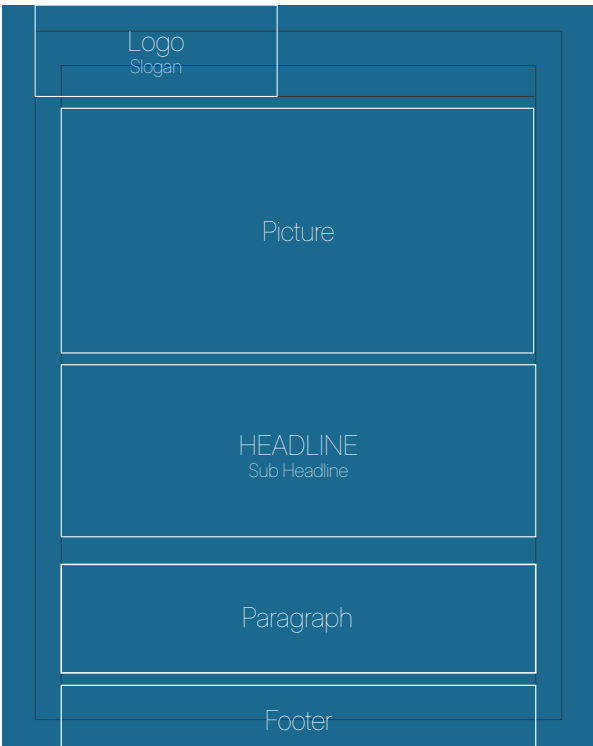 Logo
Slogan
Picture
HEADLINE
Sub Headline
Paragraph
Footer